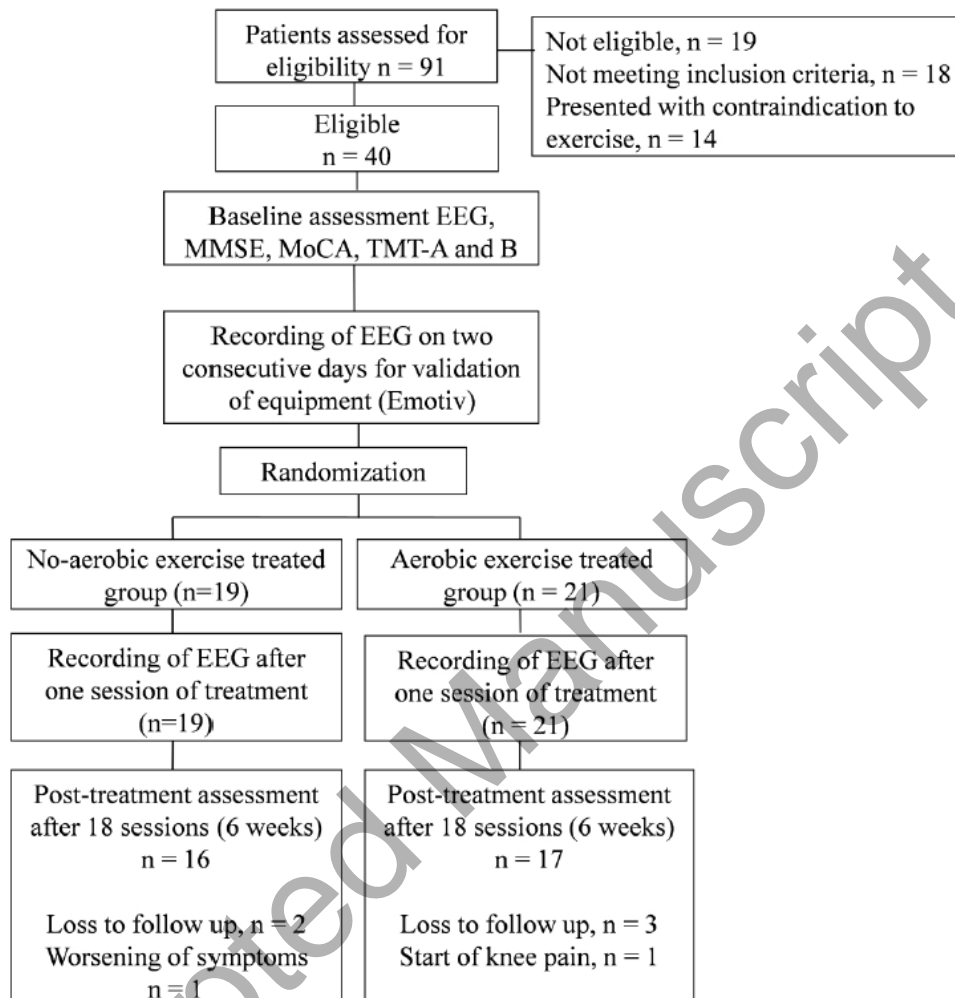 Patients assessed for
eligibility n = 91
Not eligible, n = 19
Not meeting inclusion criteria, n = 18
Presented with contraindication to
exercise, n = 14
Eligible
n = 40
Baseline assessment EEG,
MMSE, MoCA, TMT-A and B
Recording of EEG on two
consecutive days for validation
of equipment (Emotiv)
Randomization
No-aerobic exercise treated
group (n=19)
Aerobic exercise treated
group (n = 21)
Recording of EEG after
one session of treatment
(n=19)
Recording of EEG after
one session of treatment
(n = 21)
Post-treatment assessment
after 18 sessions (6 weeks)
n = 16
Loss to follow up, n = 2
Worsening of symptoms
n = 1
Post-treatment assessment
after 18 sessions (6 weeks)
n = 17
Loss to follow up, n = 3
Start of knee pain, n = 1
pted Manuscript